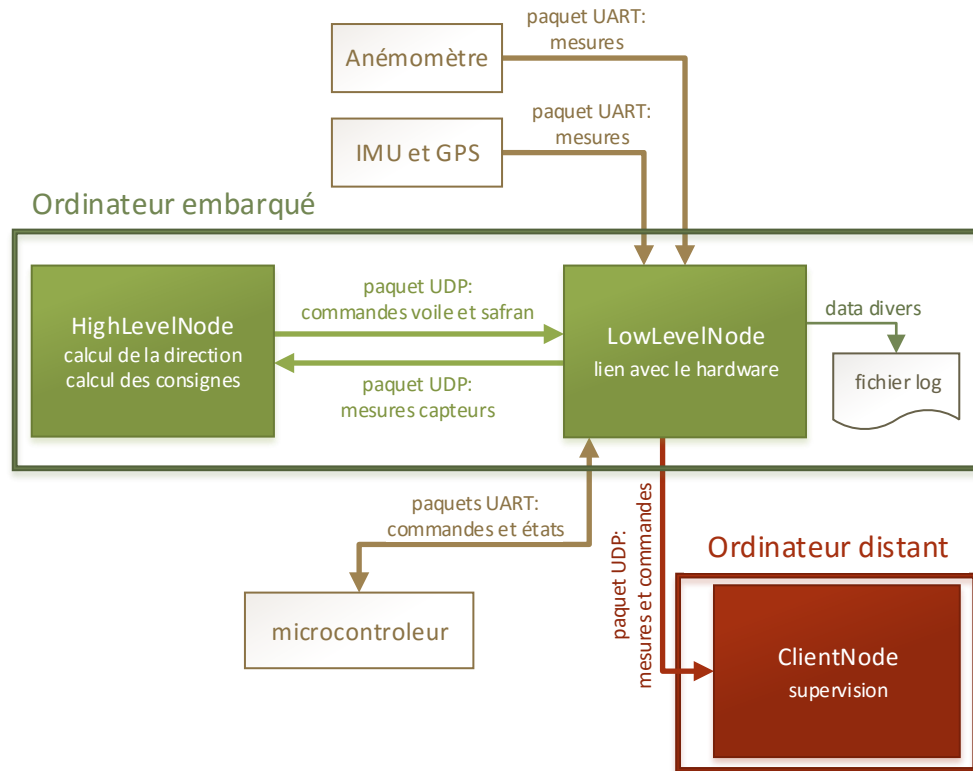 paquet UART:
mesures
Anémomètre
paquet UART:
mesures
IMU et GPS
Ordinateur embarqué
HighLevelNode
calcul de la direction
calcul des consignes
paquet UDP:
commandes voile et safran
paquet UDP:
mesures capteurs
LowLevelNode
lien avec le hardware
data divers
fichier log
paquets UART:
commandes et états
microcontroleur
paquet UDP:
mesures et commandes
Ordinateur distant
ClientNode
supervision